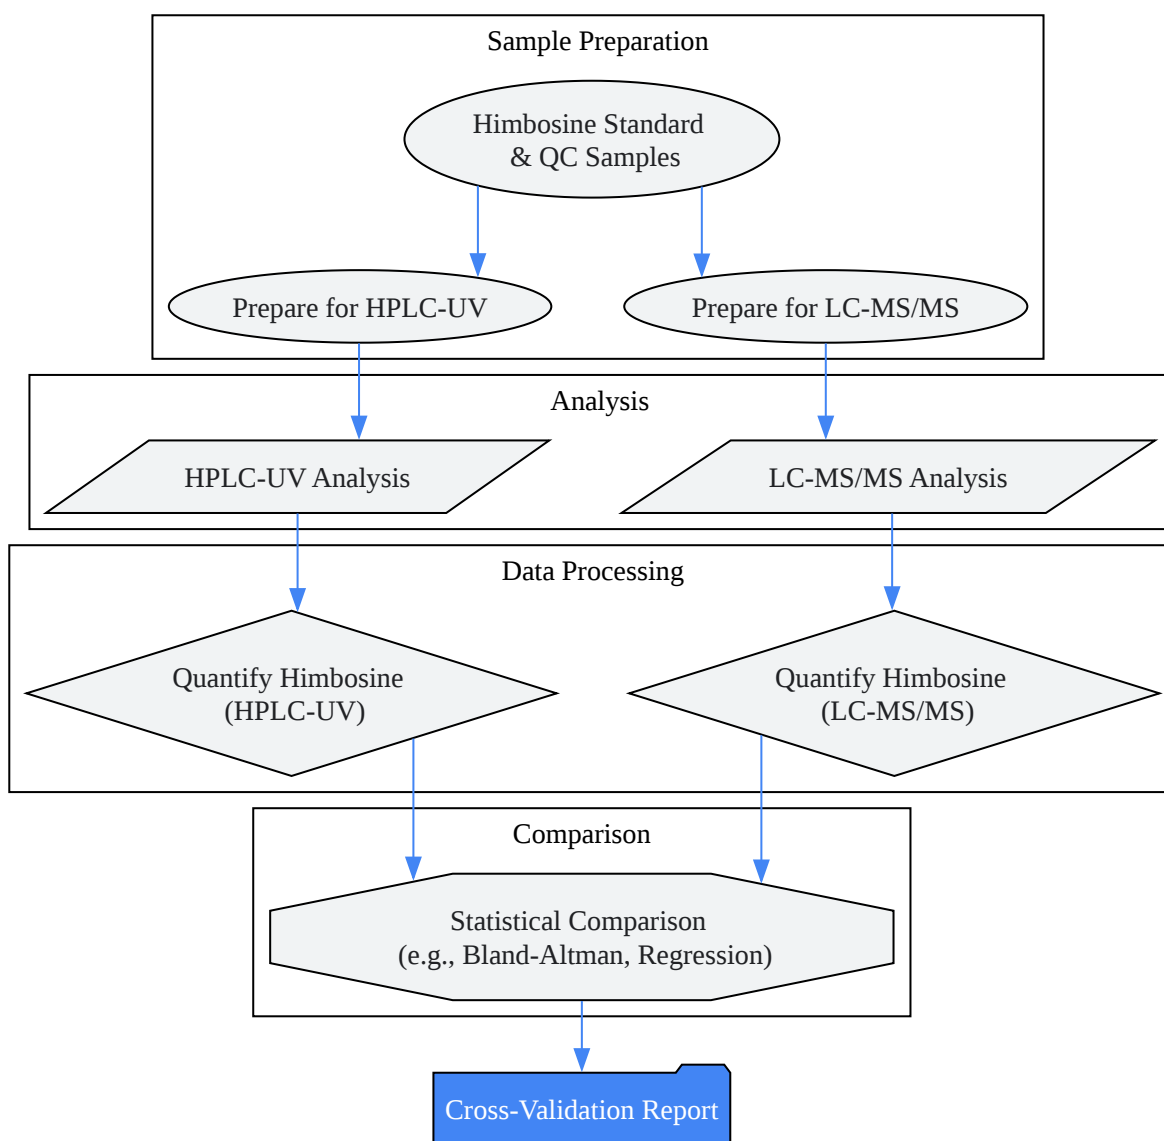 Sample Preparation
Himbosine Standard
& QC Samples
Prepare for HPLC-UV
Prepare for LC-MS/MS
Analysis
HPLC-UV Analysis
LC-MS/MS Analysis
Data Processing
Quantify Himbosine
(HPLC-UV)
Quantify Himbosine
(LC-MS/MS)
Comparison
Statistical Comparison
(e.g., Bland-Altman, Regression)
Cross-Validation Report